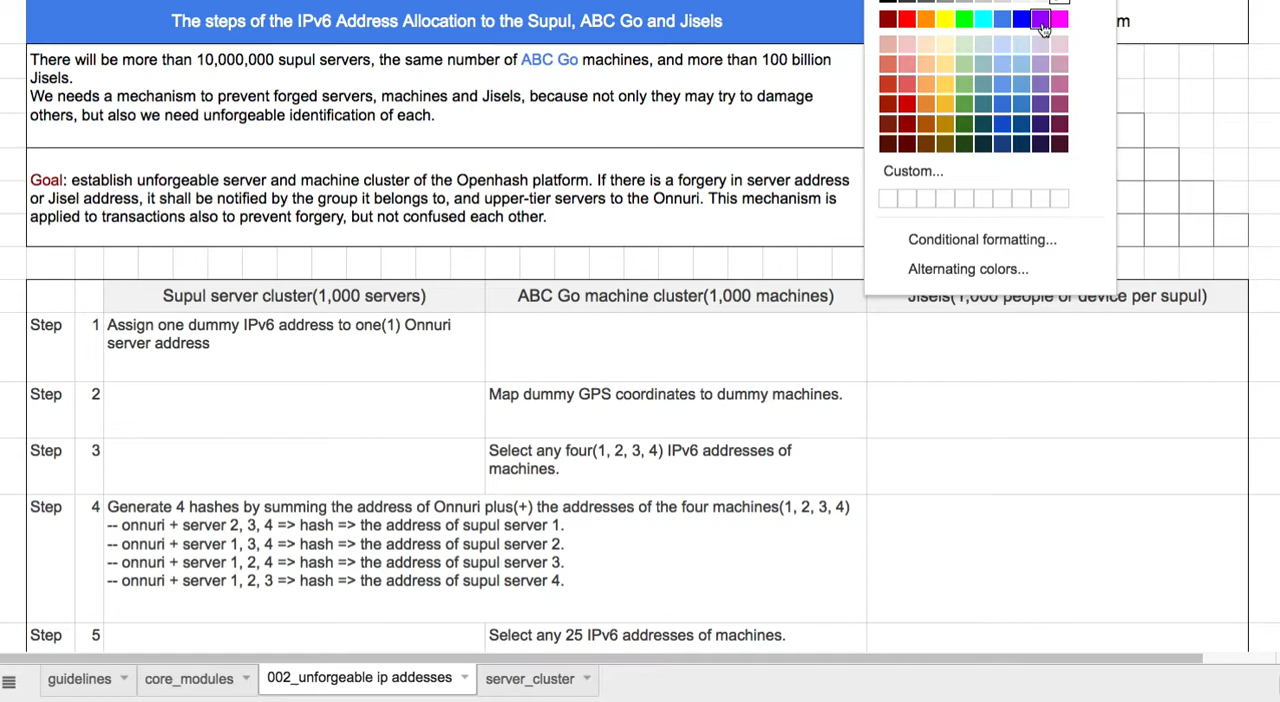 The steps of the IPv6 Address Allocation to the Supul, ABC Go and Jisels
m
There will be more than 10,000,000 supul servers, the same number of ABC Go machines, and more than 100 billion
Jisels.
We needs a mechanism to prevent forged servers, machines and Jisels, because not only they may try to damage
others, but also we need unforgeable identification of each.
Goal: establish unforgeable server and machine cluster of the Openhash platform. If there is a forgery in server address
or Jisel address, it shall be notified by the group it belongs to, and upper-tier servers to the Onnuri. This mechanism is
applied to transactions also to prevent forgery, but not confused each other.
Custom...
Conditional formatting...
Alternating colors...
Supul server cluster(1,000 servers)
ABC Go machine cluster(1,000 machines)
Jisels(1,000 people or device per supul)
Step 1 Assign one dummy IPv6 address to one(1) Onnuri
server address
Step 2 Map dummy GPS coordinates to dummy machines.
Step 3 Select any four(1, 2, 3, 4) IPv6 addresses of
machines.
Step 4 Generate 4 hashes by summing the address of Onnuri plus(+) the addresses of the four machines(1, 2, 3, 4)
-- onnuri + server 2, 3, 4 => hash => the address of supul server 1.
-- onnuri + server 1, 3, 4 => hash => the address of supul server 2.
-- onnuri + server 1, 2, 4 => hash => the address of supul server 3.
-- onnuri + server 1, 2, 3 => hash => the address of supul server 4.
Step 5 Select any 25 IPv6 addresses of machines.
guidelines
core_modules
002_unforgeable ip addesses
server_cluster